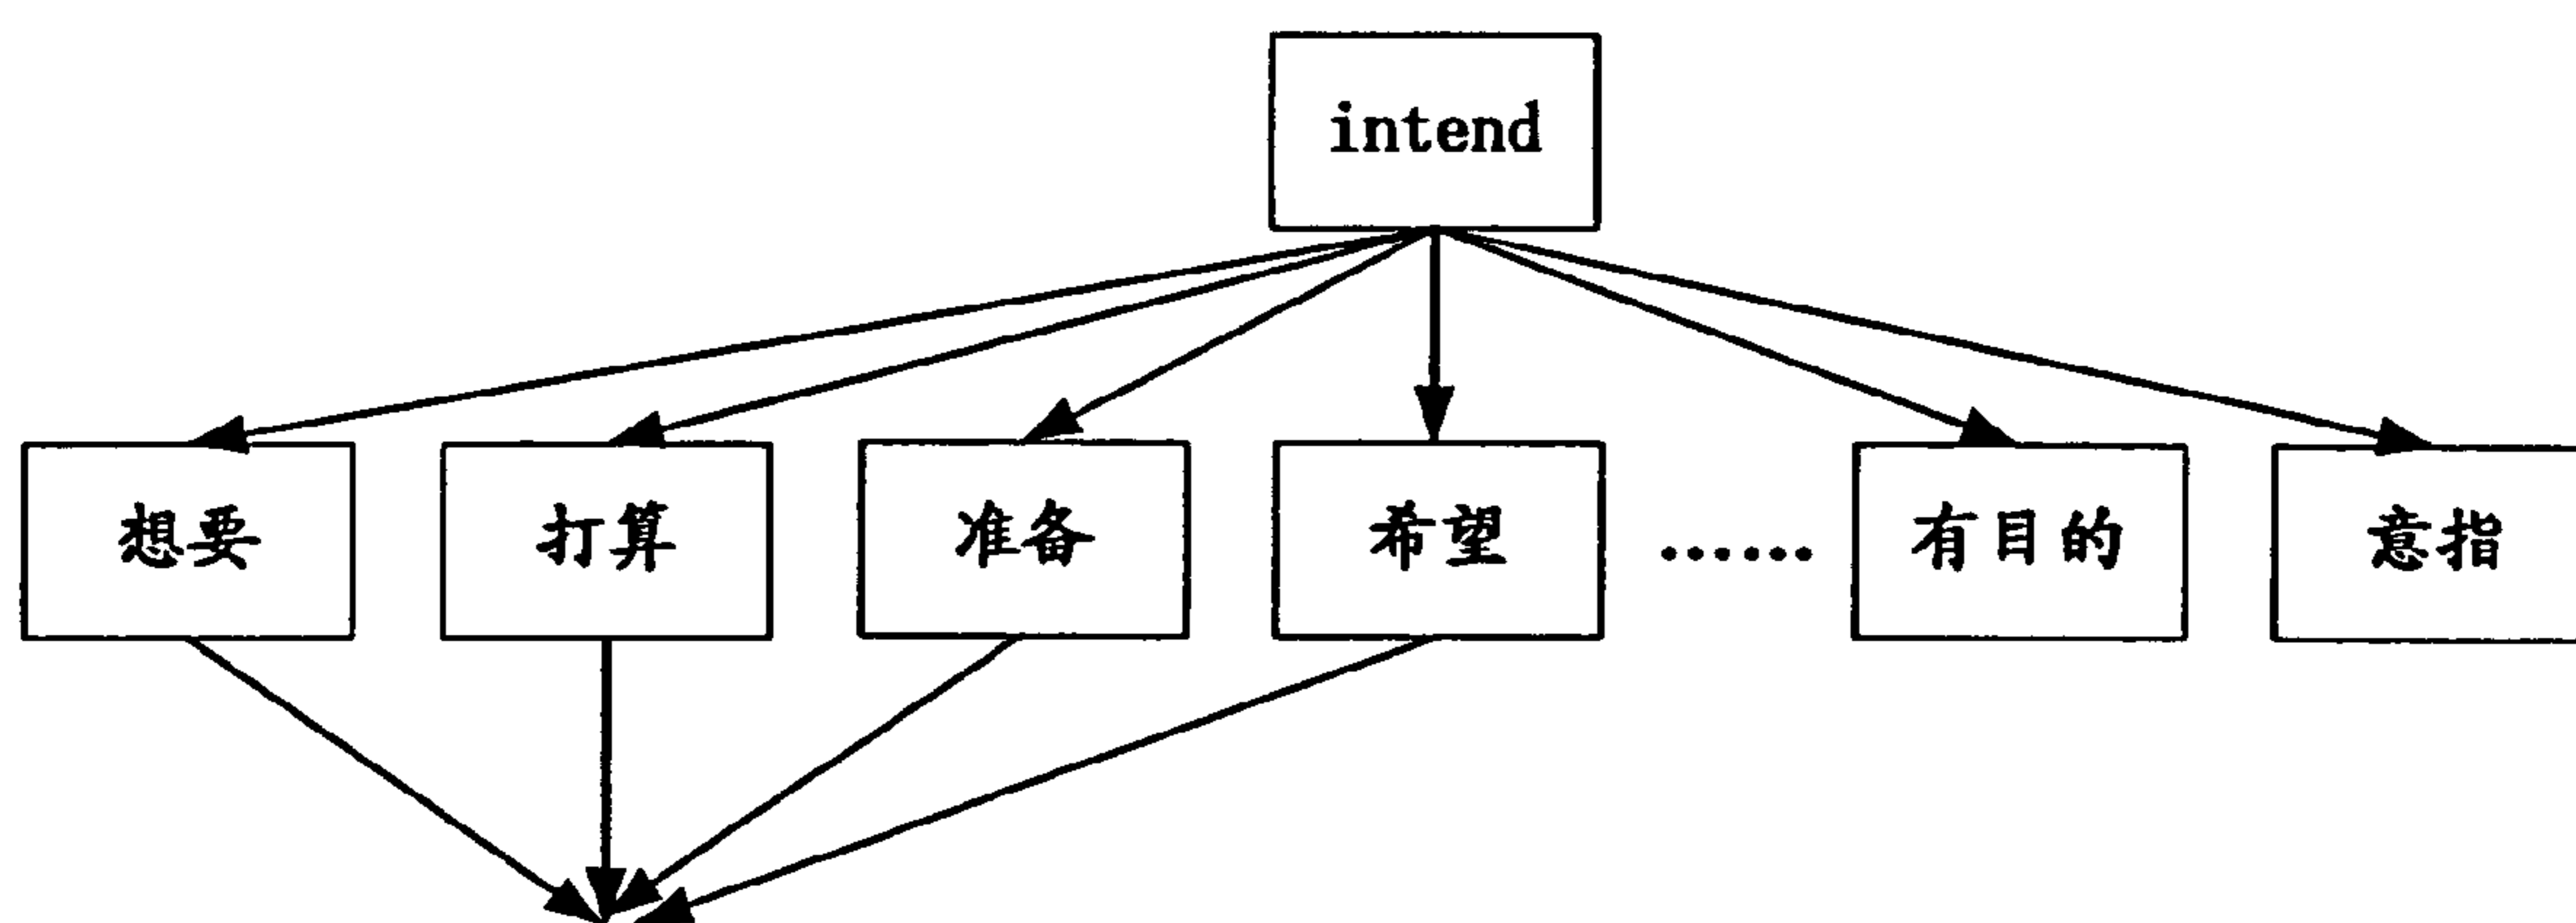 intend
想要 打算 准备 希望 …… 有目的 意指